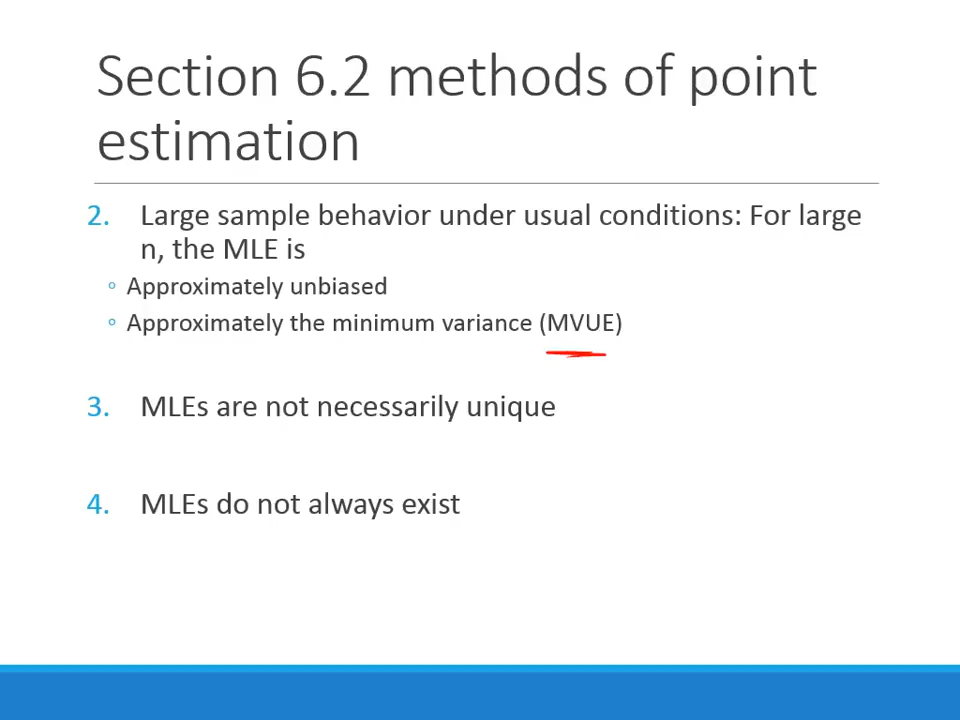 Section 6.2 methods of point
estimation
2. Large sample behavior under usual conditions: For large
n, the MLE is
◦ Approximately unbiased
◦ Approximately the minimum variance (MVUE)
3. MLEs are not necessarily unique
4. MLEs do not always exist